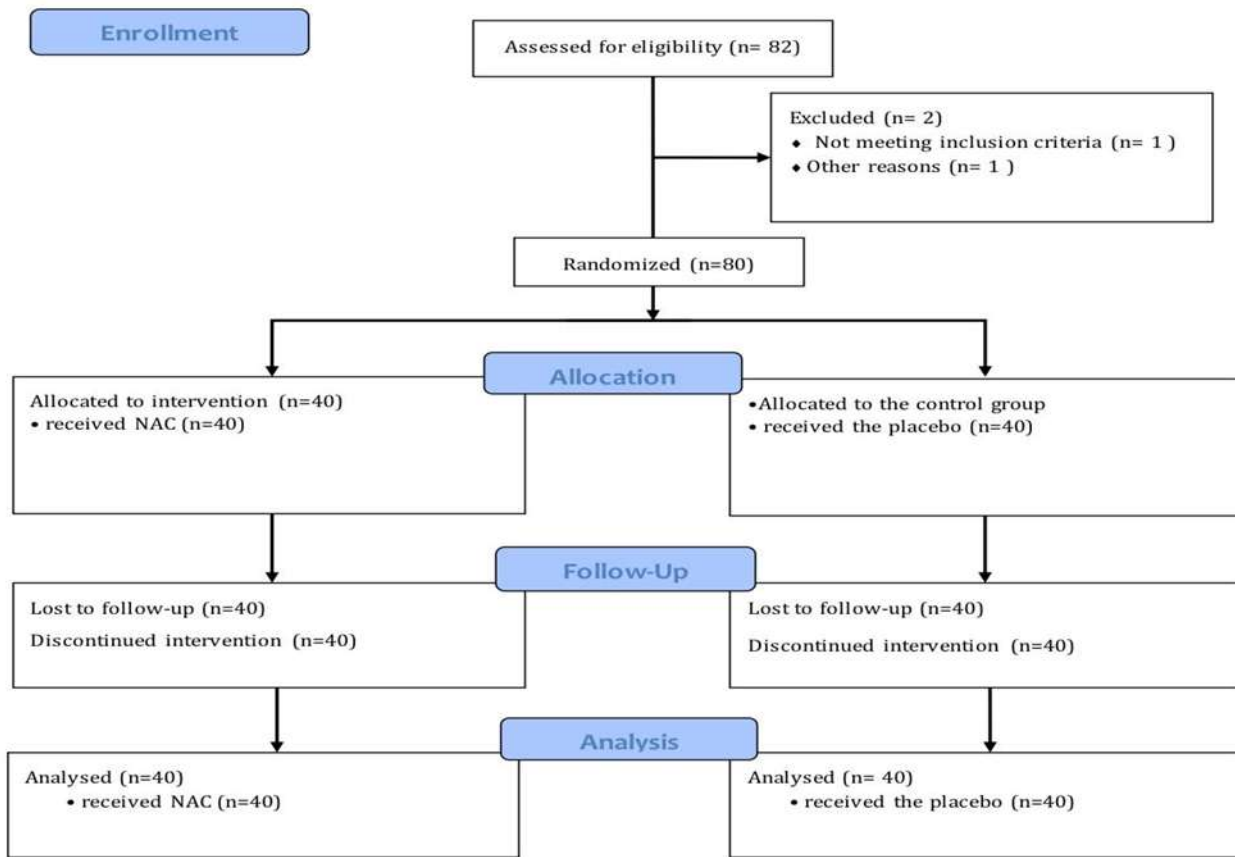 Enrollment
Assessed for eligibility (n= 82)
Excluded (n= 2)
◆ Not meeting inclusion criteria (n= 1 )
◆ Other reasons (n= 1 )
Randomized (n=80)
Allocation
Allocated to intervention (n=40)
• received NAC (n=40)
•Allocated to the control group
• received the placebo (n=40)
Follow-Up
Lost to follow-up (n=40)
Discontinued intervention (n=40)
Lost to follow-up (n=40)
Discontinued intervention (n=40)
Analysis
Analysed (n=40)
• received NAC (n=40)
Analysed (n= 40)
• received the placebo (n=40)